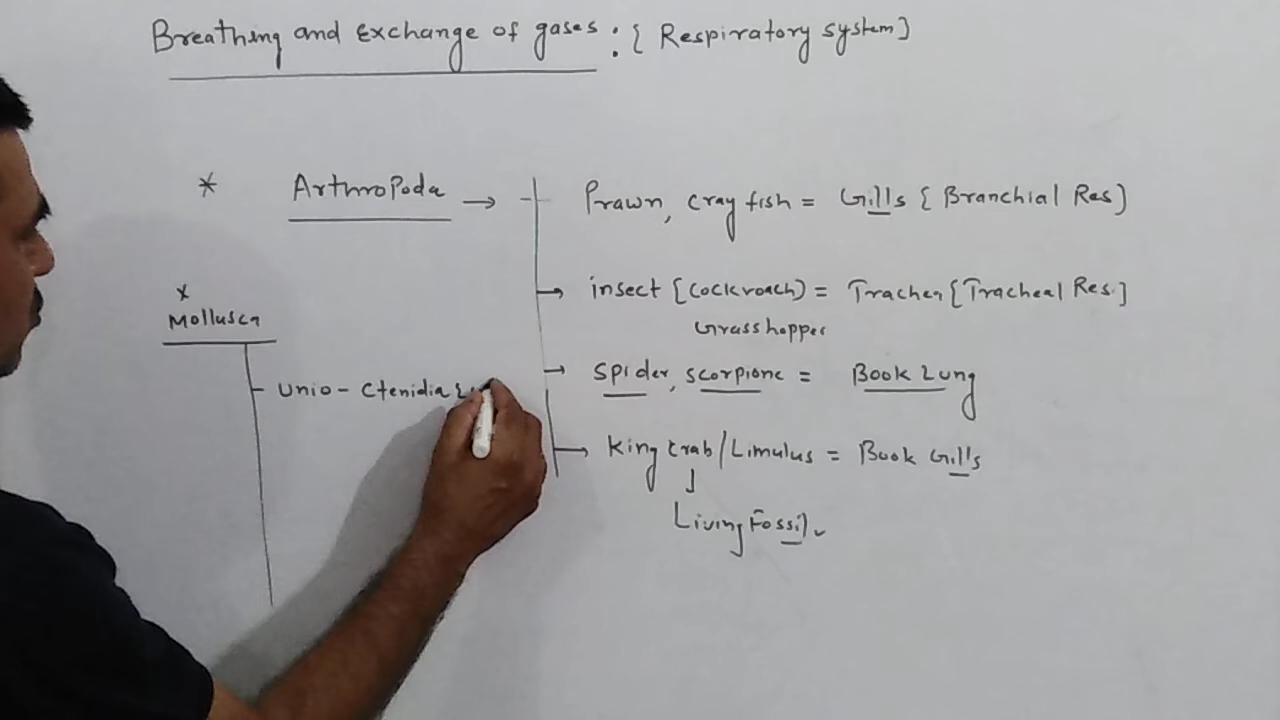 Breathing and Exchange of gases : { Respiratory system }
* Arthropoda → Prawn, cray fish = Gills { Branchial Res }
→ insect [Cockroach) = Trachea { Tracheal Res. ]
Grasshopper
→ Spider, Scorpione = Book Lung
→ King Crab / Limulus = Book Gills
Living Fossil.
x
Mollusca
Unio - Ctenidia {